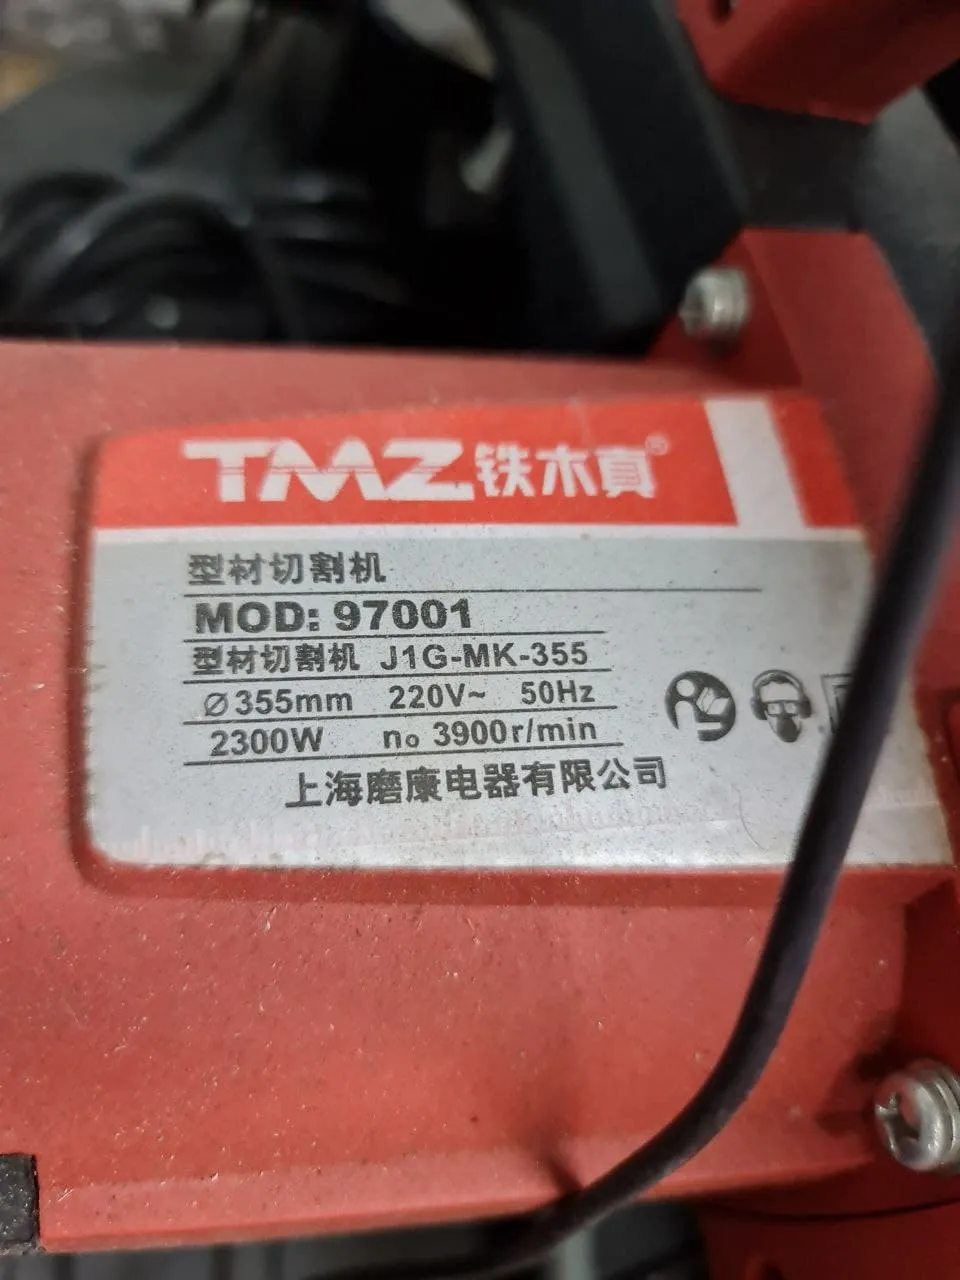 TMZ铁木真®
型材切割机
MOD: 97001
型材切割机 J1G-MK-355
Ø355mm 220V~ 50Hz
2300W n₀ 3900r/min
上海磨康电器有限公司